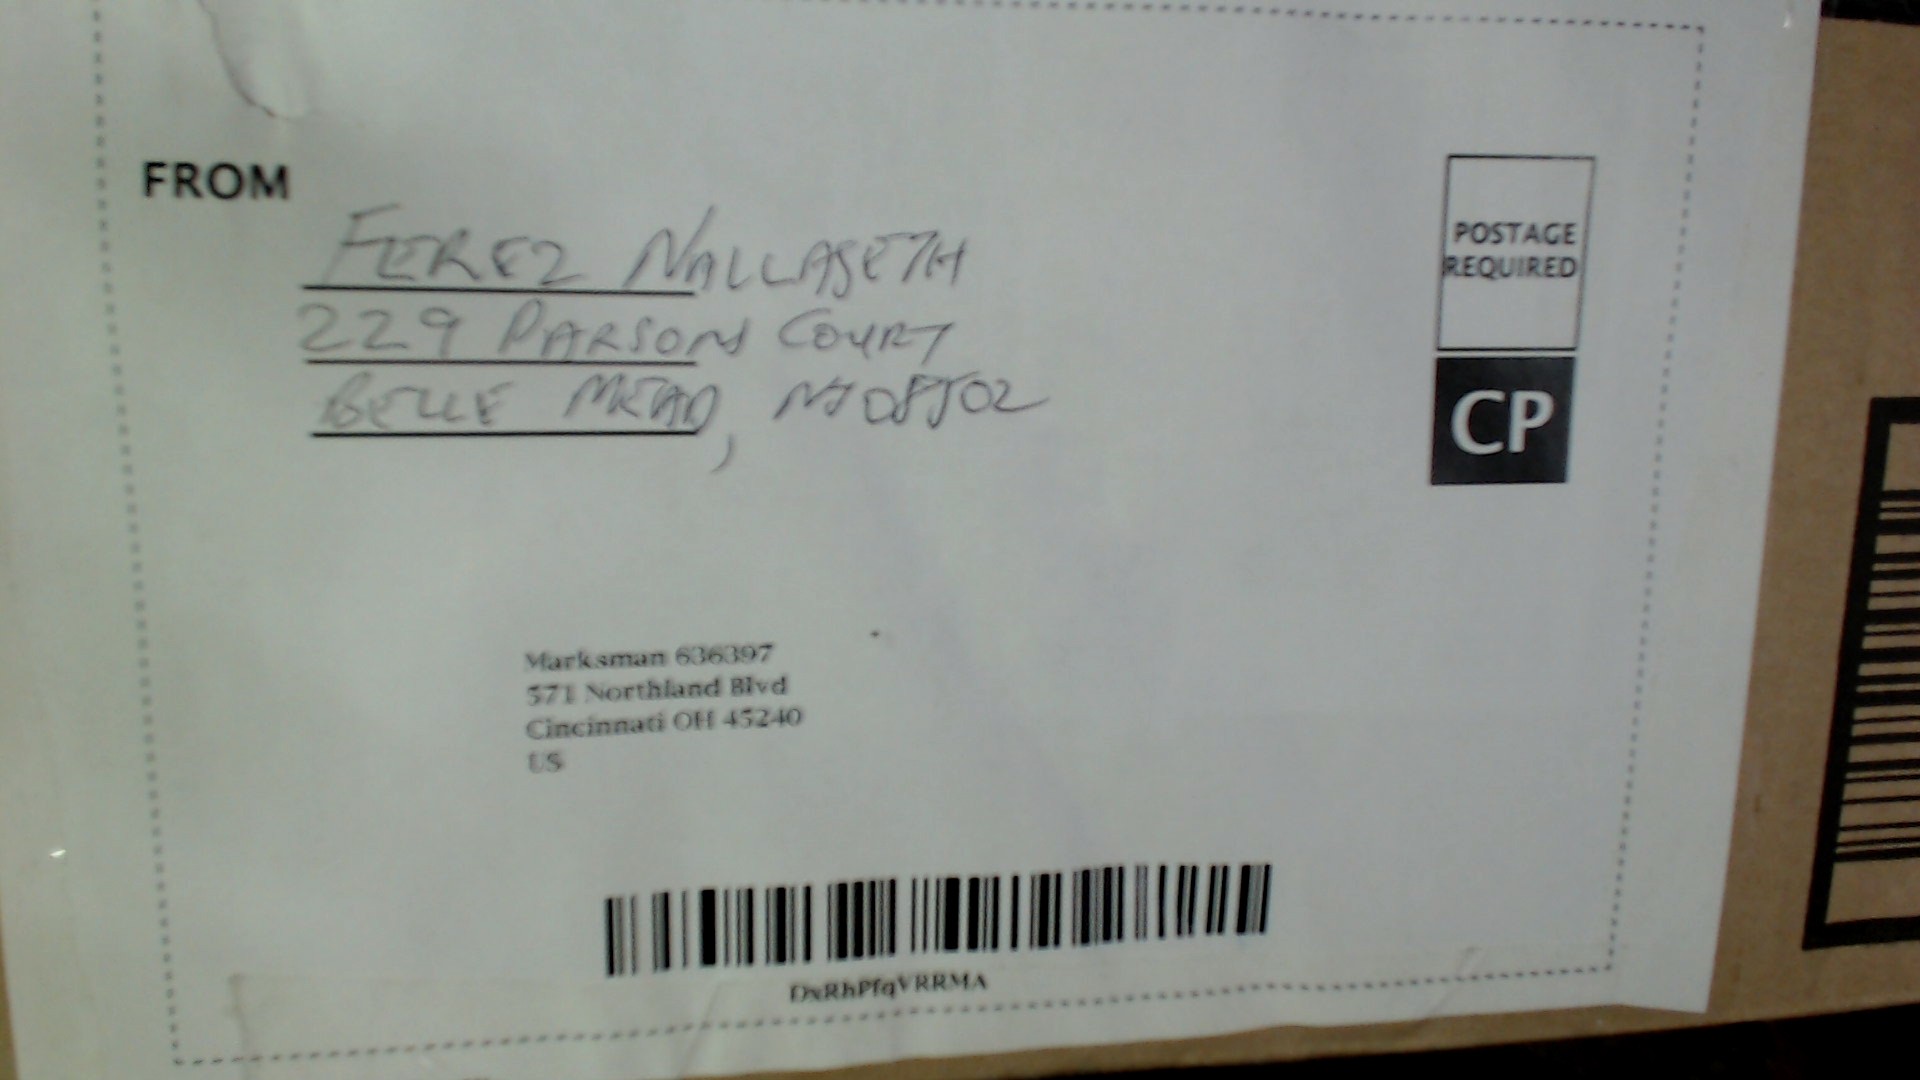 FROM
FEREZ NALLASETH
229 PARSONS COURT
BELLE MEAD, NJ 08502
POSTAGE
REQUIRED
CP
Marksman 636397
571 Northland Blvd
Cincinnati OH 45240
US
DxRhPfqVRRMA